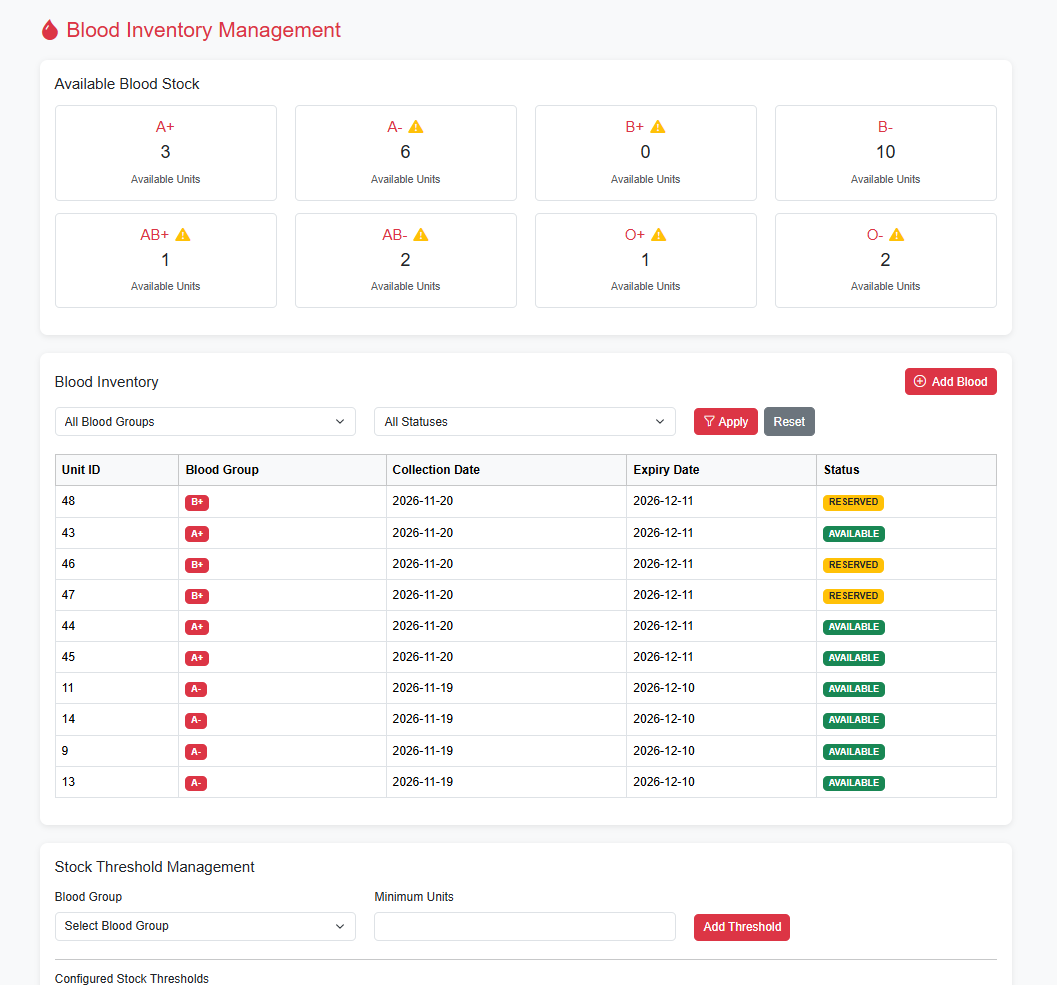 Blood Inventory Management
Available Blood Stock
A+ A- B+ B-
3 6 0 10
Available Units Available Units Available Units Available Units
AB+ AB- O+ O-
1 2 1 2
Available Units Available Units Available Units Available Units
Blood Inventory Add Blood
All Blood Groups All Statuses Apply Reset
Unit ID Blood Group Collection Date Expiry Date Status
48 B+ 2026-11-20 2026-12-11 RESERVED
43 A+ 2026-11-20 2026-12-11 AVAILABLE
46 B+ 2026-11-20 2026-12-11 RESERVED
47 B+ 2026-11-20 2026-12-11 RESERVED
44 A+ 2026-11-20 2026-12-11 AVAILABLE
45 A+ 2026-11-20 2026-12-11 AVAILABLE
11 A- 2026-11-19 2026-12-10 AVAILABLE
14 A- 2026-11-19 2026-12-10 AVAILABLE
9 A- 2026-11-19 2026-12-10 AVAILABLE
13 A- 2026-11-19 2026-12-10 AVAILABLE
Stock Threshold Management
Blood Group Minimum Units
Select Blood Group Add Threshold
Configured Stock Thresholds